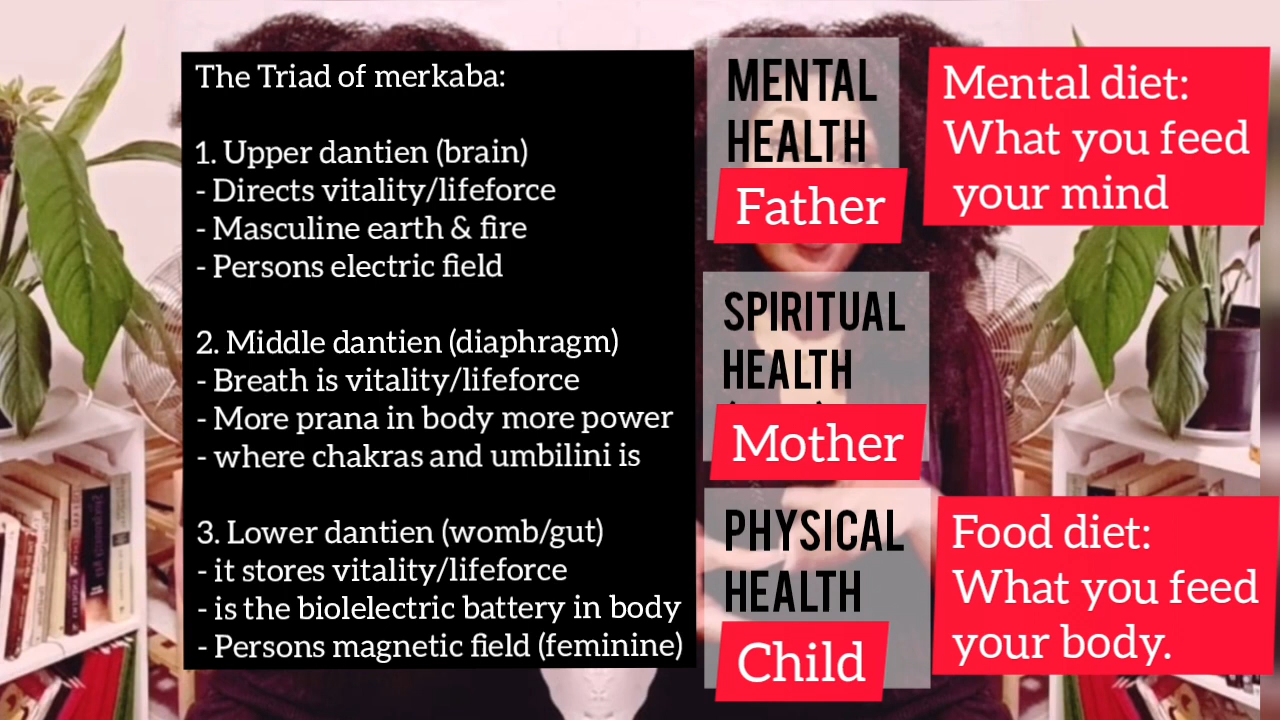 The Triad of merkaba:
1. Upper dantien (brain)
- Directs vitality/lifeforce
- Masculine earth & fire
- Persons electric field
2. Middle dantien (diaphragm)
- Breath is vitality/lifeforce
- More prana in body more power
- where chakras and umbilini is
3. Lower dantien (womb/gut)
- it stores vitality/lifeforce
- is the biolelectric battery in body
- Persons magnetic field (feminine)
MENTAL
HEALTH
Father
SPIRITUAL
HEALTH
Mother
PHYSICAL
HEALTH
Child
Mental diet:
What you feed
your mind
Food diet:
What you feed
your body.